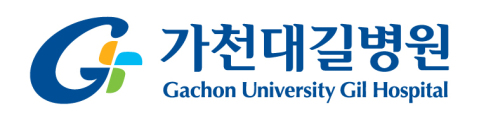 가천대길병원
Gachon University Gil Hospital